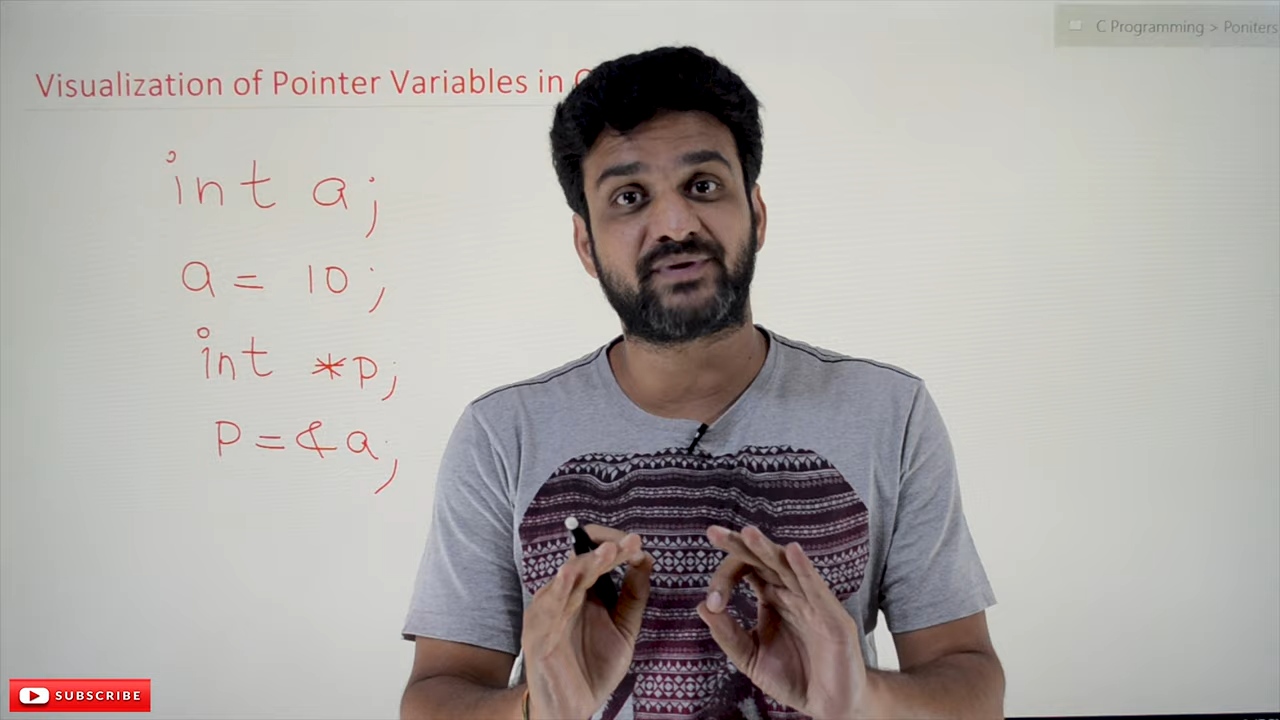 C Programming > Poniters
Visualization of Pointer Variables in
int a;
a = 10;
int *p;
p = &a;
SUBSCRIBE